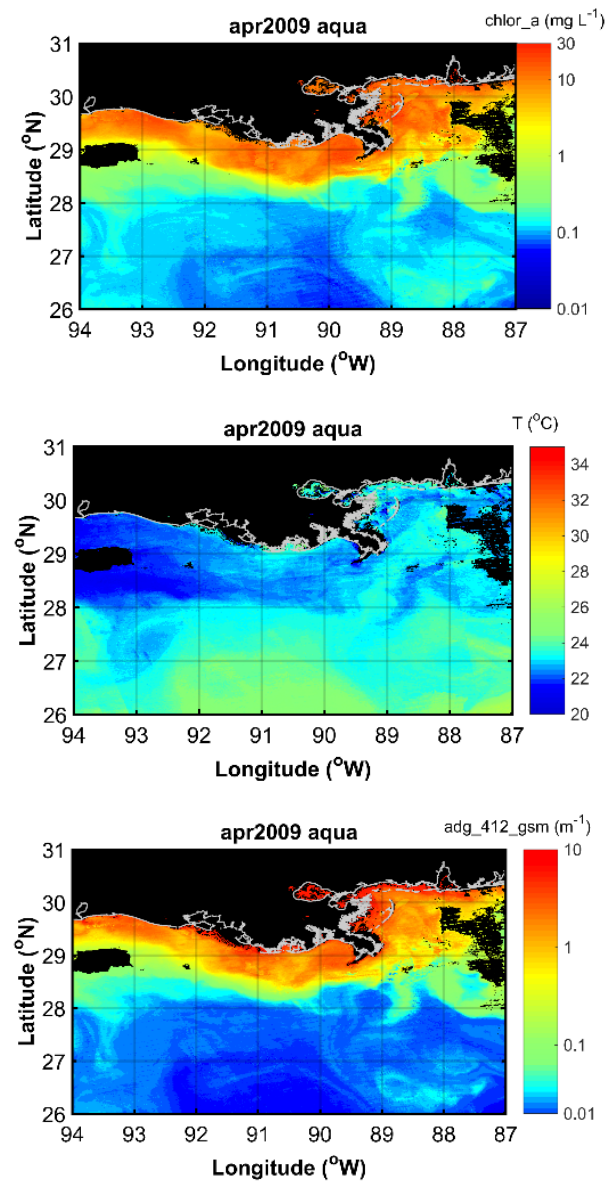 apr2009 aqua
chlor_a (mg L⁻¹)
31
30
29
28
27
26
Latitude (°N)
94 93 92 91 90 89 88 87
Longitude (°W)
30
10
1
0.1
0.01
apr2009 aqua
T (°C)
31
30
29
28
27
26
Latitude (°N)
94 93 92 91 90 89 88 87
Longitude (°W)
34
32
30
28
26
24
22
20
apr2009 aqua
adg_412_gsm (m⁻¹)
31
30
29
28
27
26
Latitude (°N)
94 93 92 91 90 89 88 87
Longitude (°W)
10
1
0.1
0.01